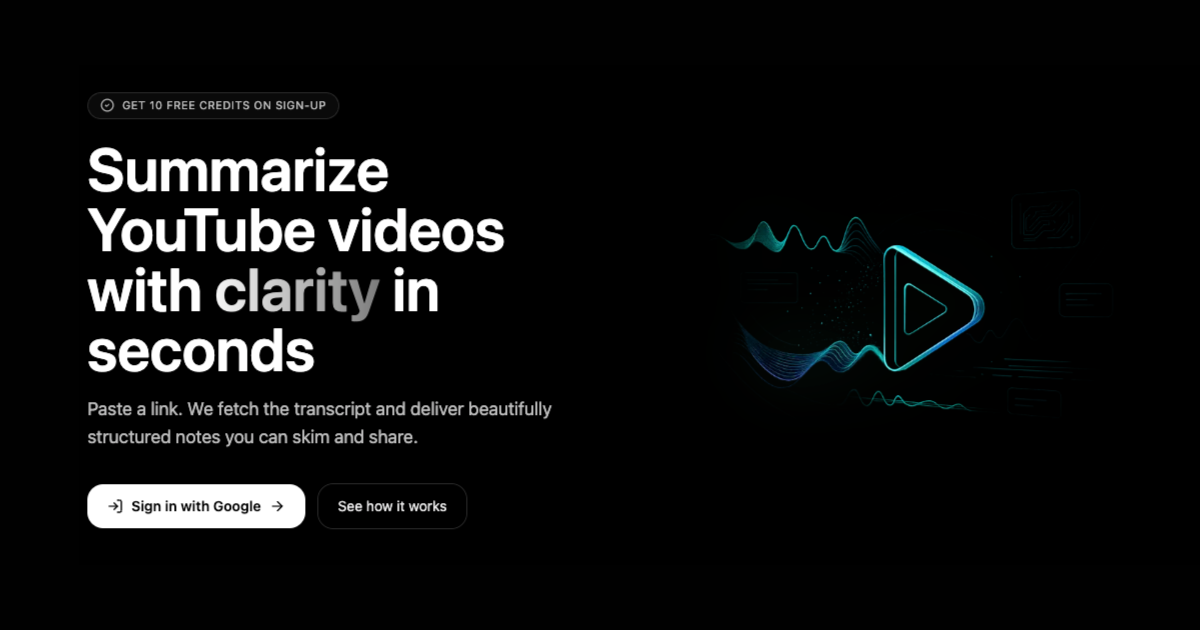 GET 10 FREE CREDITS ON SIGN-UP
Summarize
YouTube videos
with clarity in
seconds
Paste a link. We fetch the transcript and deliver beautifully
structured notes you can skim and share.
Sign in with Google
See how it works